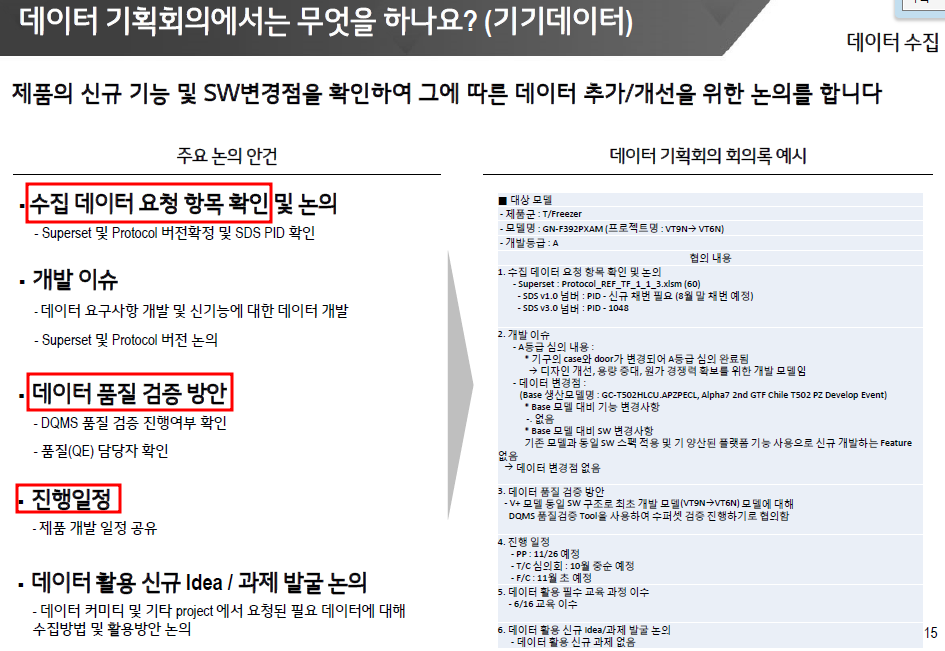 데이터 기획회의에서는 무엇을 하나요? (기기데이터)
데이터 수집
제품의 신규 기능 및 SW변경점을 확인하여 그에 따른 데이터 추가/개선을 위한 논의를 합니다
주요 논의 안건
▪ 수집 데이터 요청 항목 확인 및 논의
- Superset 및 Protocol 버전확정 및 SDS PID 확인
▪ 개발 이슈
- 데이터 요구사항 개발 및 신기능에 대한 데이터 개발
- Superset 및 Protocol 버전 논의
▪ 데이터 품질 검증 방안
- DQMS 품질 검증 진행여부 확인
- 품질(QE) 담당자 확인
▪ 진행일정
- 제품 개발 일정 공유
▪ 데이터 활용 신규 Idea / 과제 발굴 논의
- 데이터 커미티 및 기타 project 에서 요청된 필요 데이터에 대해
수집방법 및 활용방안 논의
데이터 기획회의 회의록 예시
■ 대상 모델
- 제품군 : T/Freezer
- 모델명 : GN-F392PXAM (프로젝트명 : VT9N→ VT6N)
- 개발등급 : A
협의 내용
1. 수집 데이터 요청 항목 확인 및 논의
- Superset : Protocol_REF_TF_1_1_3.xlsm (60)
- SDS v1.0 넘버 : PID - 신규 채번 필요 (8월 말 채번 예정)
- SDS v3.0 넘버 : PID - 1048
2. 개발 이슈
- A등급 심의 내용 :
* 기구의 case와 door가 변경되어 A등급 심의 완료됨
→ 디자인 개선, 용량 증대, 원가 경쟁력 확보를 위한 개발 모델임
- 데이터 변경점 :
(Base 생산모델명 : GC-T502HLCU.APZPECL, Alpha7 2nd GTF Chile T502 PZ Develop Event)
* Base 모델 대비 기능 변경사항
-. 없음
* Base 모델 대비 SW 변경사항
기존 모델과 동일 SW 스펙 적용 및 기 양산된 플랫폼 기능 사용으로 신규 개발하는 Feature
없음
→ 데이터 변경점 없음
3. 데이터 품질 검증 방안
- V+ 모델 동일 SW 구조로 최초 개발 모델(VT9N→VT6N) 모델에 대해
DQMS 품질검증 Tool을 사용하여 수퍼셋 검증 진행하기로 협의함
4. 진행 일정
- PP : 11/26 예정
- T/C 심의회 : 10월 중순 예정
- F/C : 11월 초 예정
5. 데이터 활용 필수 교육 과정 이수
- 6/16 교육 이수
6. 데이터 활용 신규 Idea/과제 발굴 논의
- 데이터 활용 신규 과제 없음
15